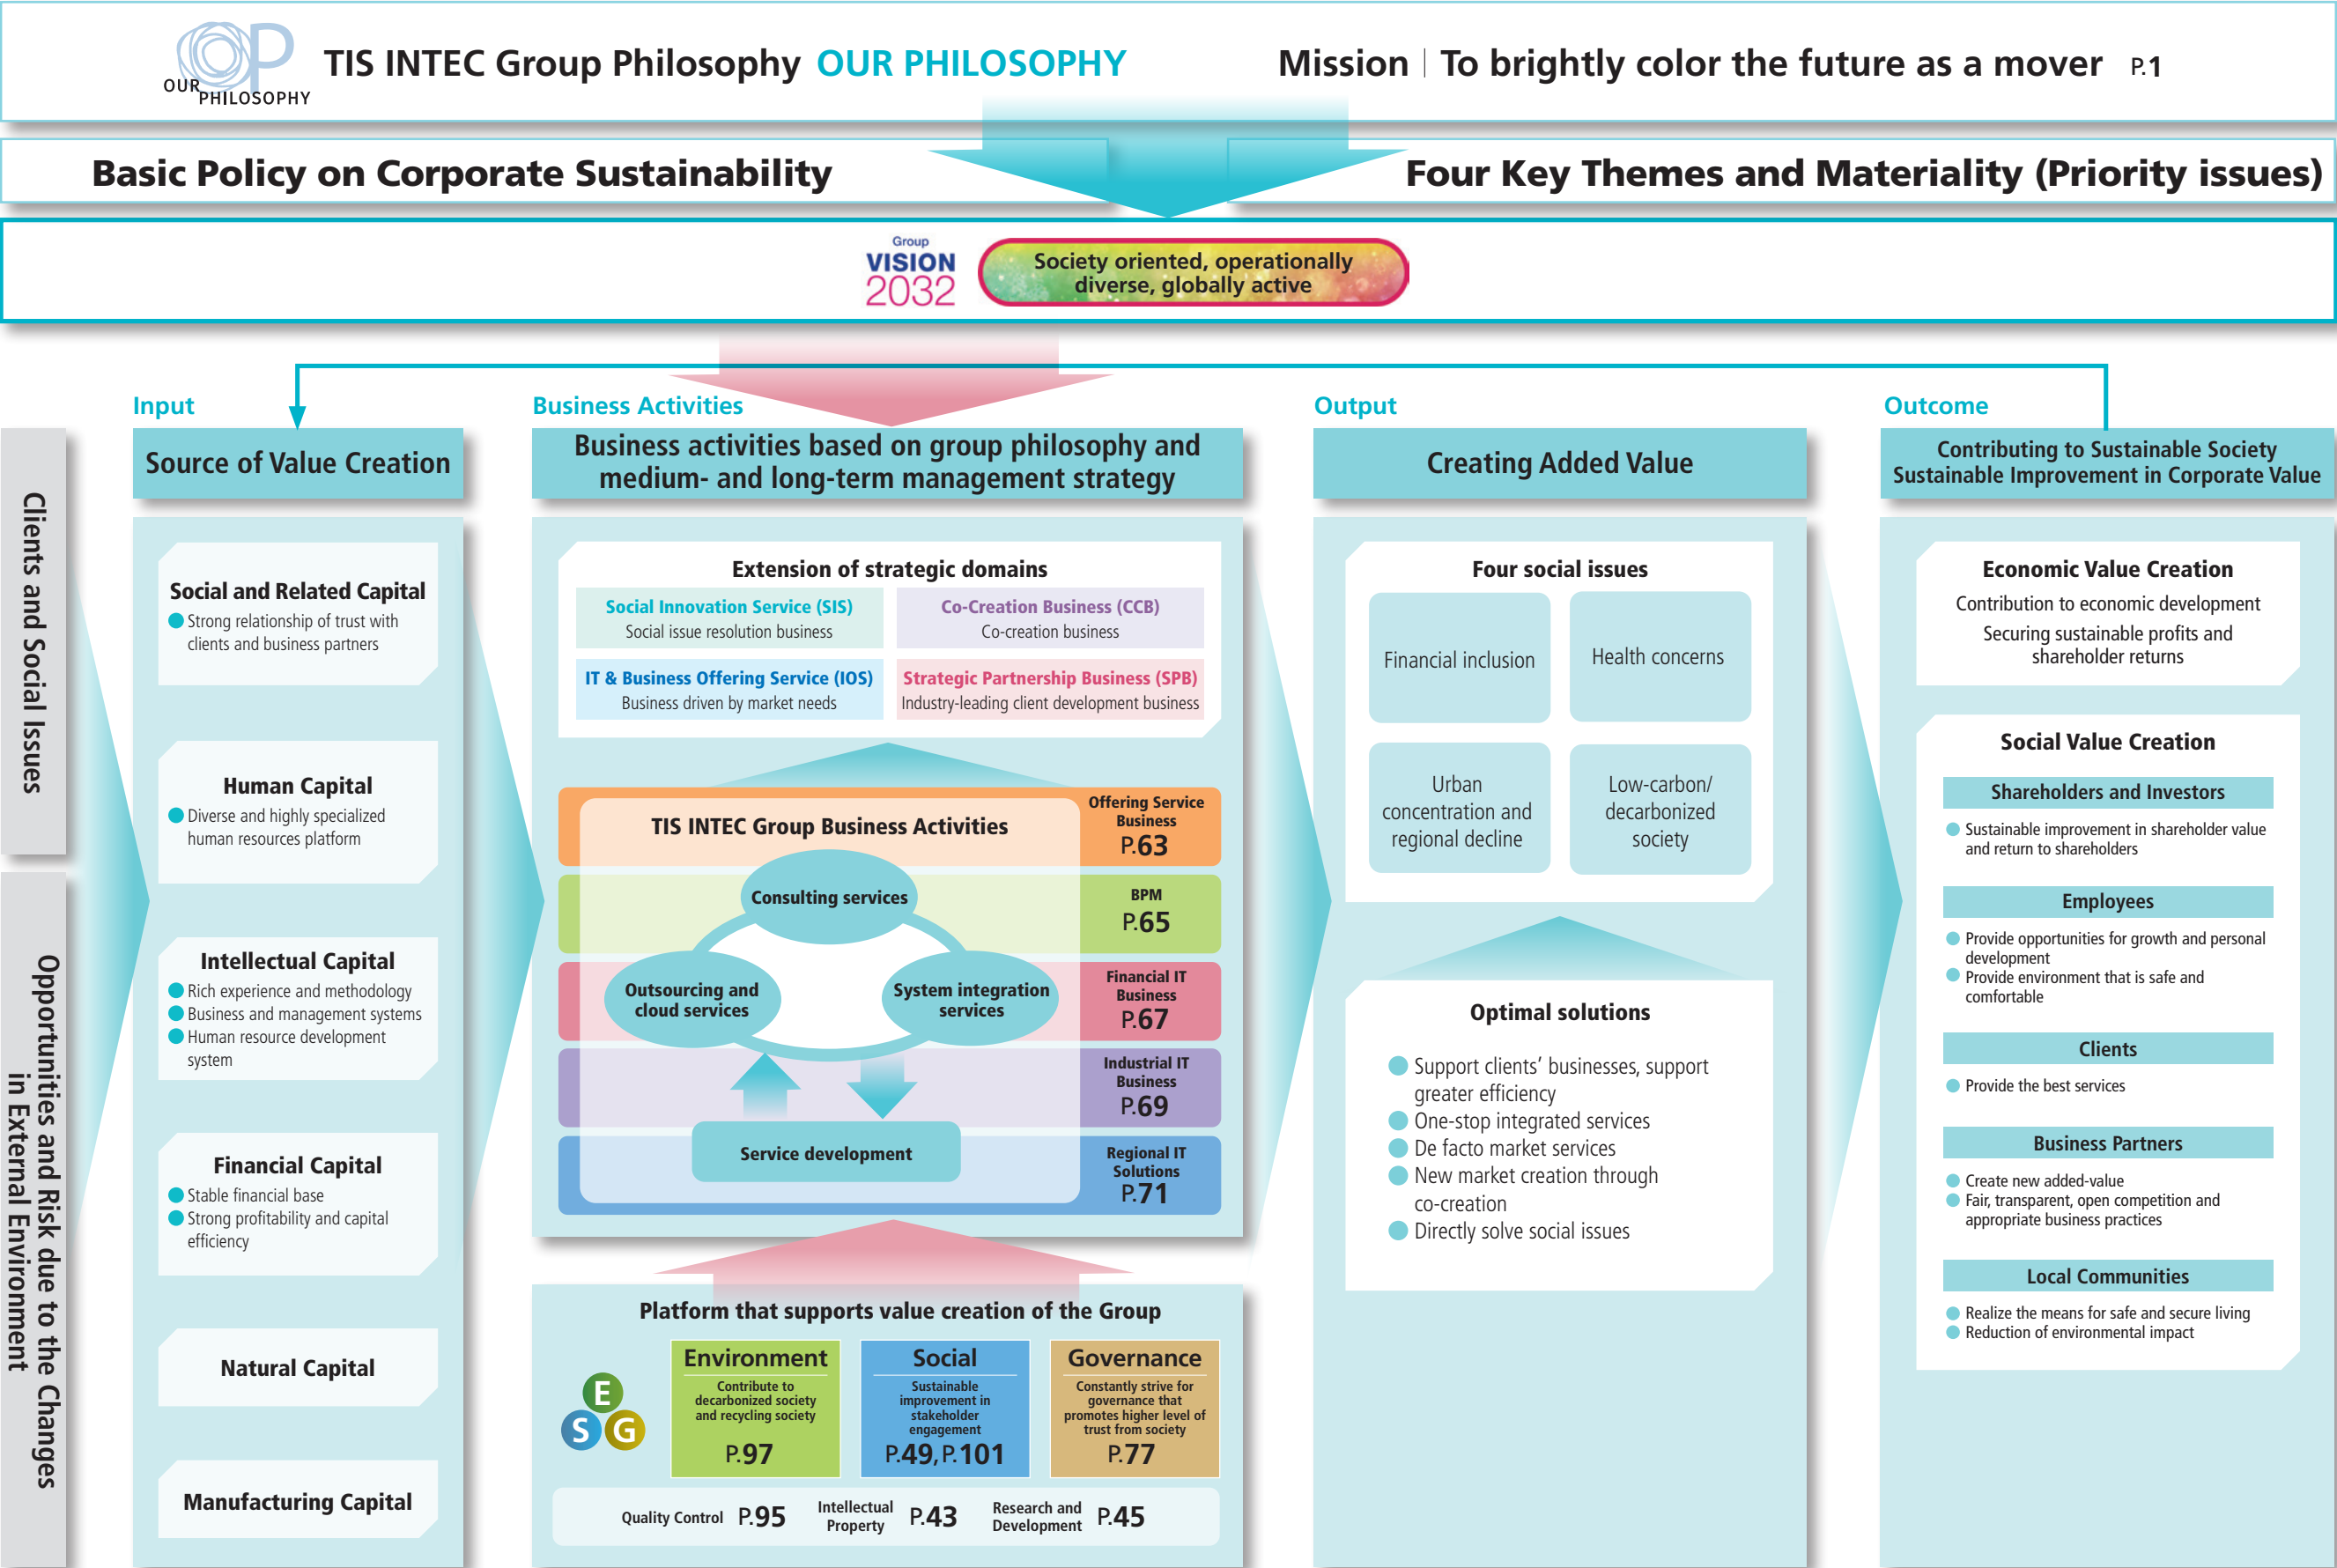 OUR
PHILOSOPHY
OP
TIS INTEC Group Philosophy OUR PHILOSOPHY
Mission | To brightly color the future as a mover P.1
Basic Policy on Corporate Sustainability
Four Key Themes and Materiality (Priority issues)
Group
VISION
2032
Society oriented, operationally
diverse, globally active
Clients and Social Issues
Opportunities and Risk due to the Changes
in External Environment
Input
Source of Value Creation
Social and Related Capital
Strong relationship of trust with
clients and business partners
Human Capital
Diverse and highly specialized
human resources platform
Intellectual Capital
Rich experience and methodology
Business and management systems
Human resource development
system
Financial Capital
Stable financial base
Strong profitability and capital
efficiency
Natural Capital
Manufacturing Capital
Business Activities
Business activities based on group philosophy and
medium- and long-term management strategy
Extension of strategic domains
Social Innovation Service (SIS)
Social issue resolution business
Co-Creation Business (CCB)
Co-creation business
IT & Business Offering Service (IOS)
Business driven by market needs
Strategic Partnership Business (SPB)
Industry-leading client development business
TIS INTEC Group Business Activities
Consulting services
Outsourcing and
cloud services
System integration
services
Service development
Offering Service
Business
P.63
BPM
P.65
Financial IT
Business
P.67
Industrial IT
Business
P.69
Regional IT
Solutions
P.71
Platform that supports value creation of the Group
E
S G
Environment
Contribute to
decarbonized society
and recycling society
P.97
Social
Sustainable
improvement in
stakeholder
engagement
P.49, P.101
Governance
Constantly strive for
governance that
promotes higher level of
trust from society
P.77
Quality Control P.95
Intellectual
Property P.43
Research and
Development P.45
Output
Creating Added Value
Four social issues
Financial inclusion
Health concerns
Urban
concentration and
regional decline
Low-carbon/
decarbonized
society
Optimal solutions
Support clients' businesses, support
greater efficiency
One-stop integrated services
De facto market services
New market creation through
co-creation
Directly solve social issues
Outcome
Contributing to Sustainable Society
Sustainable Improvement in Corporate Value
Economic Value Creation
Contribution to economic development
Securing sustainable profits and
shareholder returns
Social Value Creation
Shareholders and Investors
Sustainable improvement in shareholder value
and return to shareholders
Employees
Provide opportunities for growth and personal
development
Provide environment that is safe and
comfortable
Clients
Provide the best services
Business Partners
Create new added-value
Fair, transparent, open competition and
appropriate business practices
Local Communities
Realize the means for safe and secure living
Reduction of environmental impact